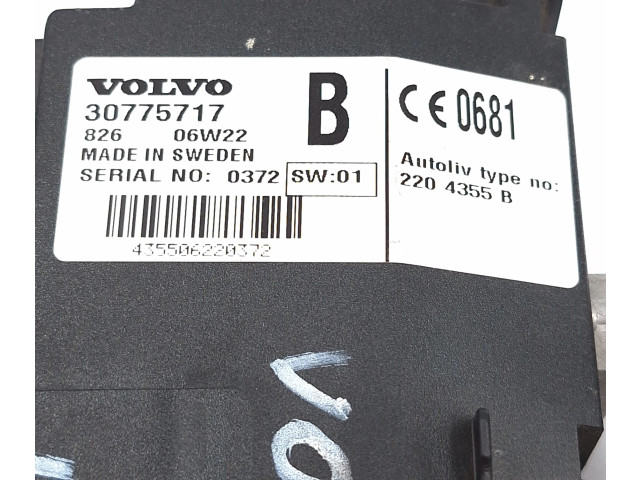 VOLVO
30775717
826 06W22
MADE IN SWEDEN
SERIAL NO: 0372 SW:01
435506220372
B
CE 0681
Autoliv type no:
220 4355 B
VO